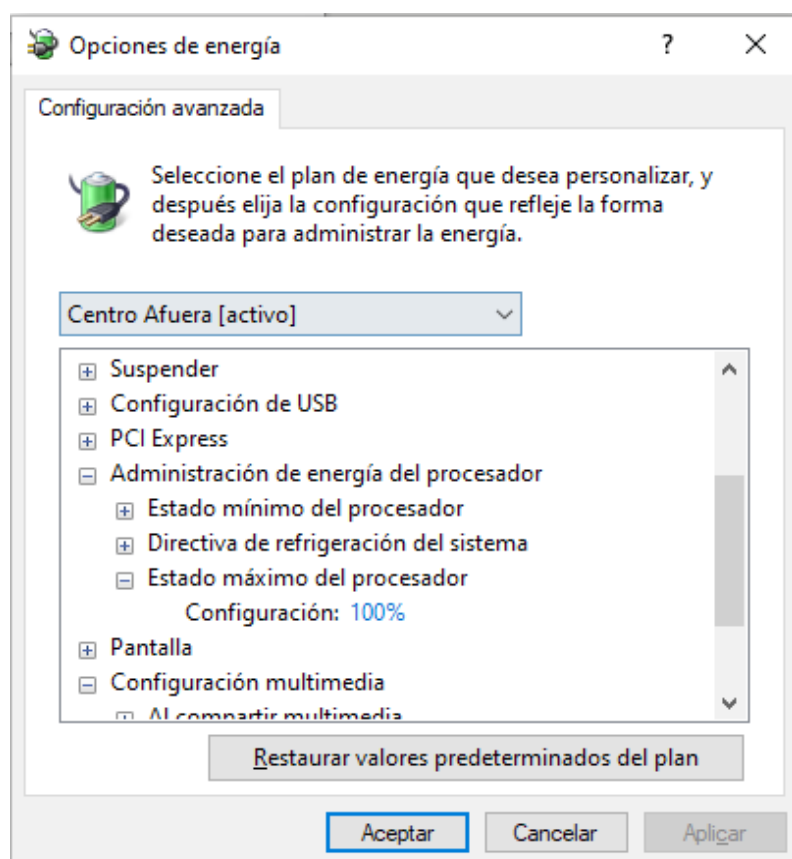 Opciones de energía
?
Configuración avanzada
Seleccione el plan de energía que desea personalizar, y
después elija la configuración que refleje la forma
deseada para administrar la energía.
Centro Afuera [activo]
Suspender
Configuración de USB
PCI Express
Administración de energía del procesador
Estado mínimo del procesador
Directiva de refrigeración del sistema
Estado máximo del procesador
Configuración: 100%
Pantalla
Configuración multimedia
Al compartir multimedia
Restaurar valores predeterminados del plan
Aceptar Cancelar Aplicar